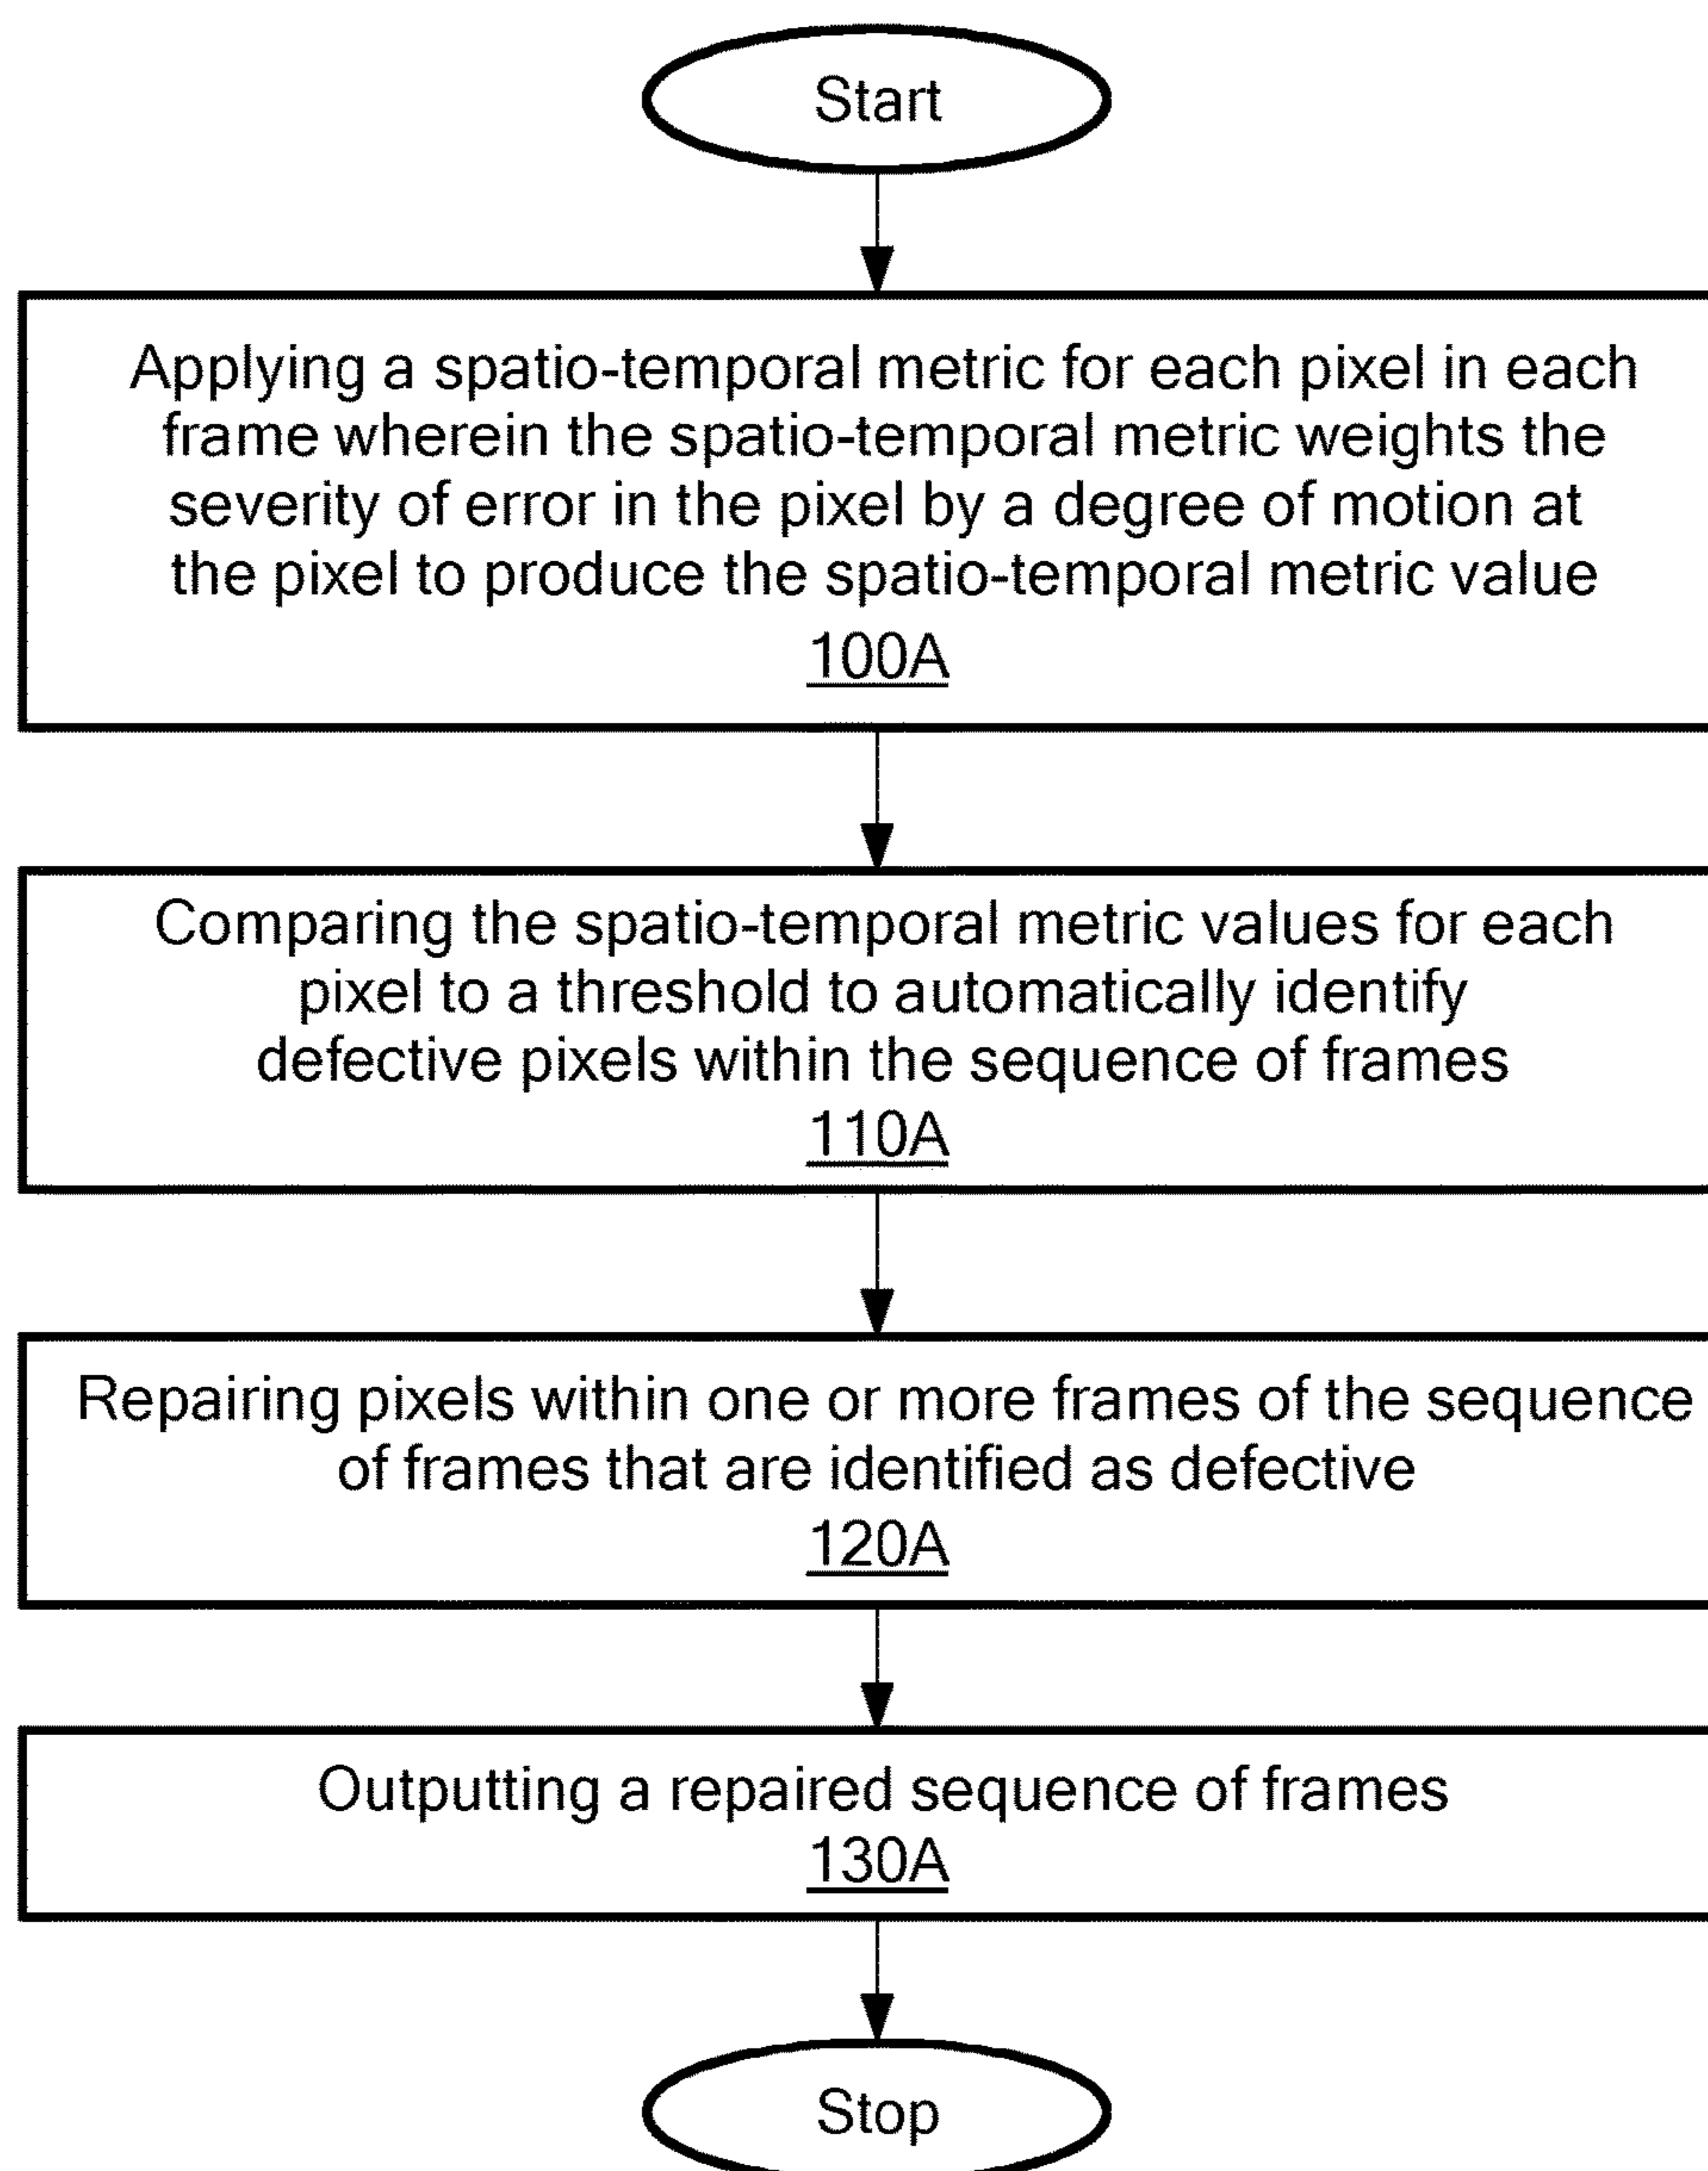 Start
Applying a spatio-temporal metric for each pixel in each
frame wherein the spatio-temporal metric weights the
severity of error in the pixel by a degree of motion at
the pixel to produce the spatio-temporal metric value
100A
Comparing the spatio-temporal metric values for each
pixel to a threshold to automatically identify
defective pixels within the sequence of frames
110A
Repairing pixels within one or more frames of the sequence
of frames that are identified as defective
120A
Outputting a repaired sequence of frames
130A
Stop